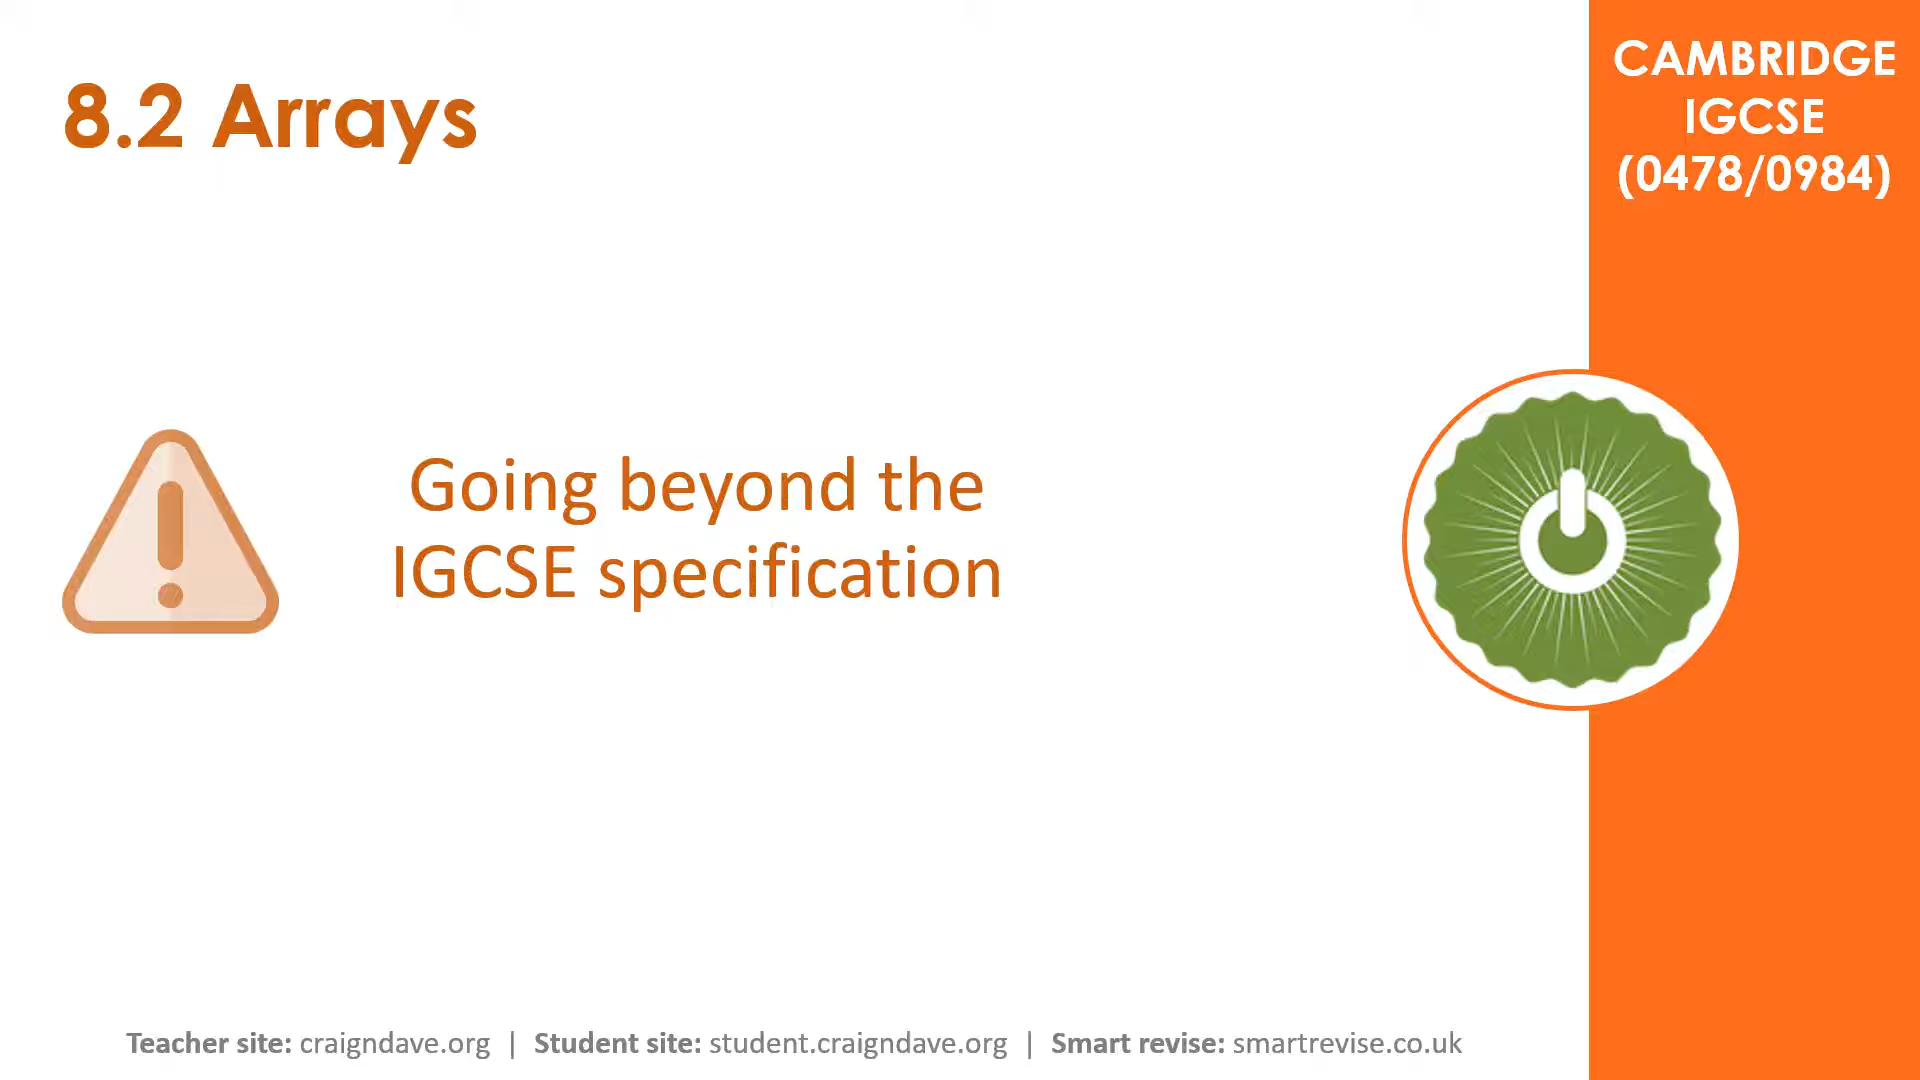 8.2 Arrays
CAMBRIDGE
IGCSE
(0478/0984)
Going beyond the
IGCSE specification
Teacher site: craigndave.org | Student site: student.craigndave.org | Smart revise: smartrevise.co.uk